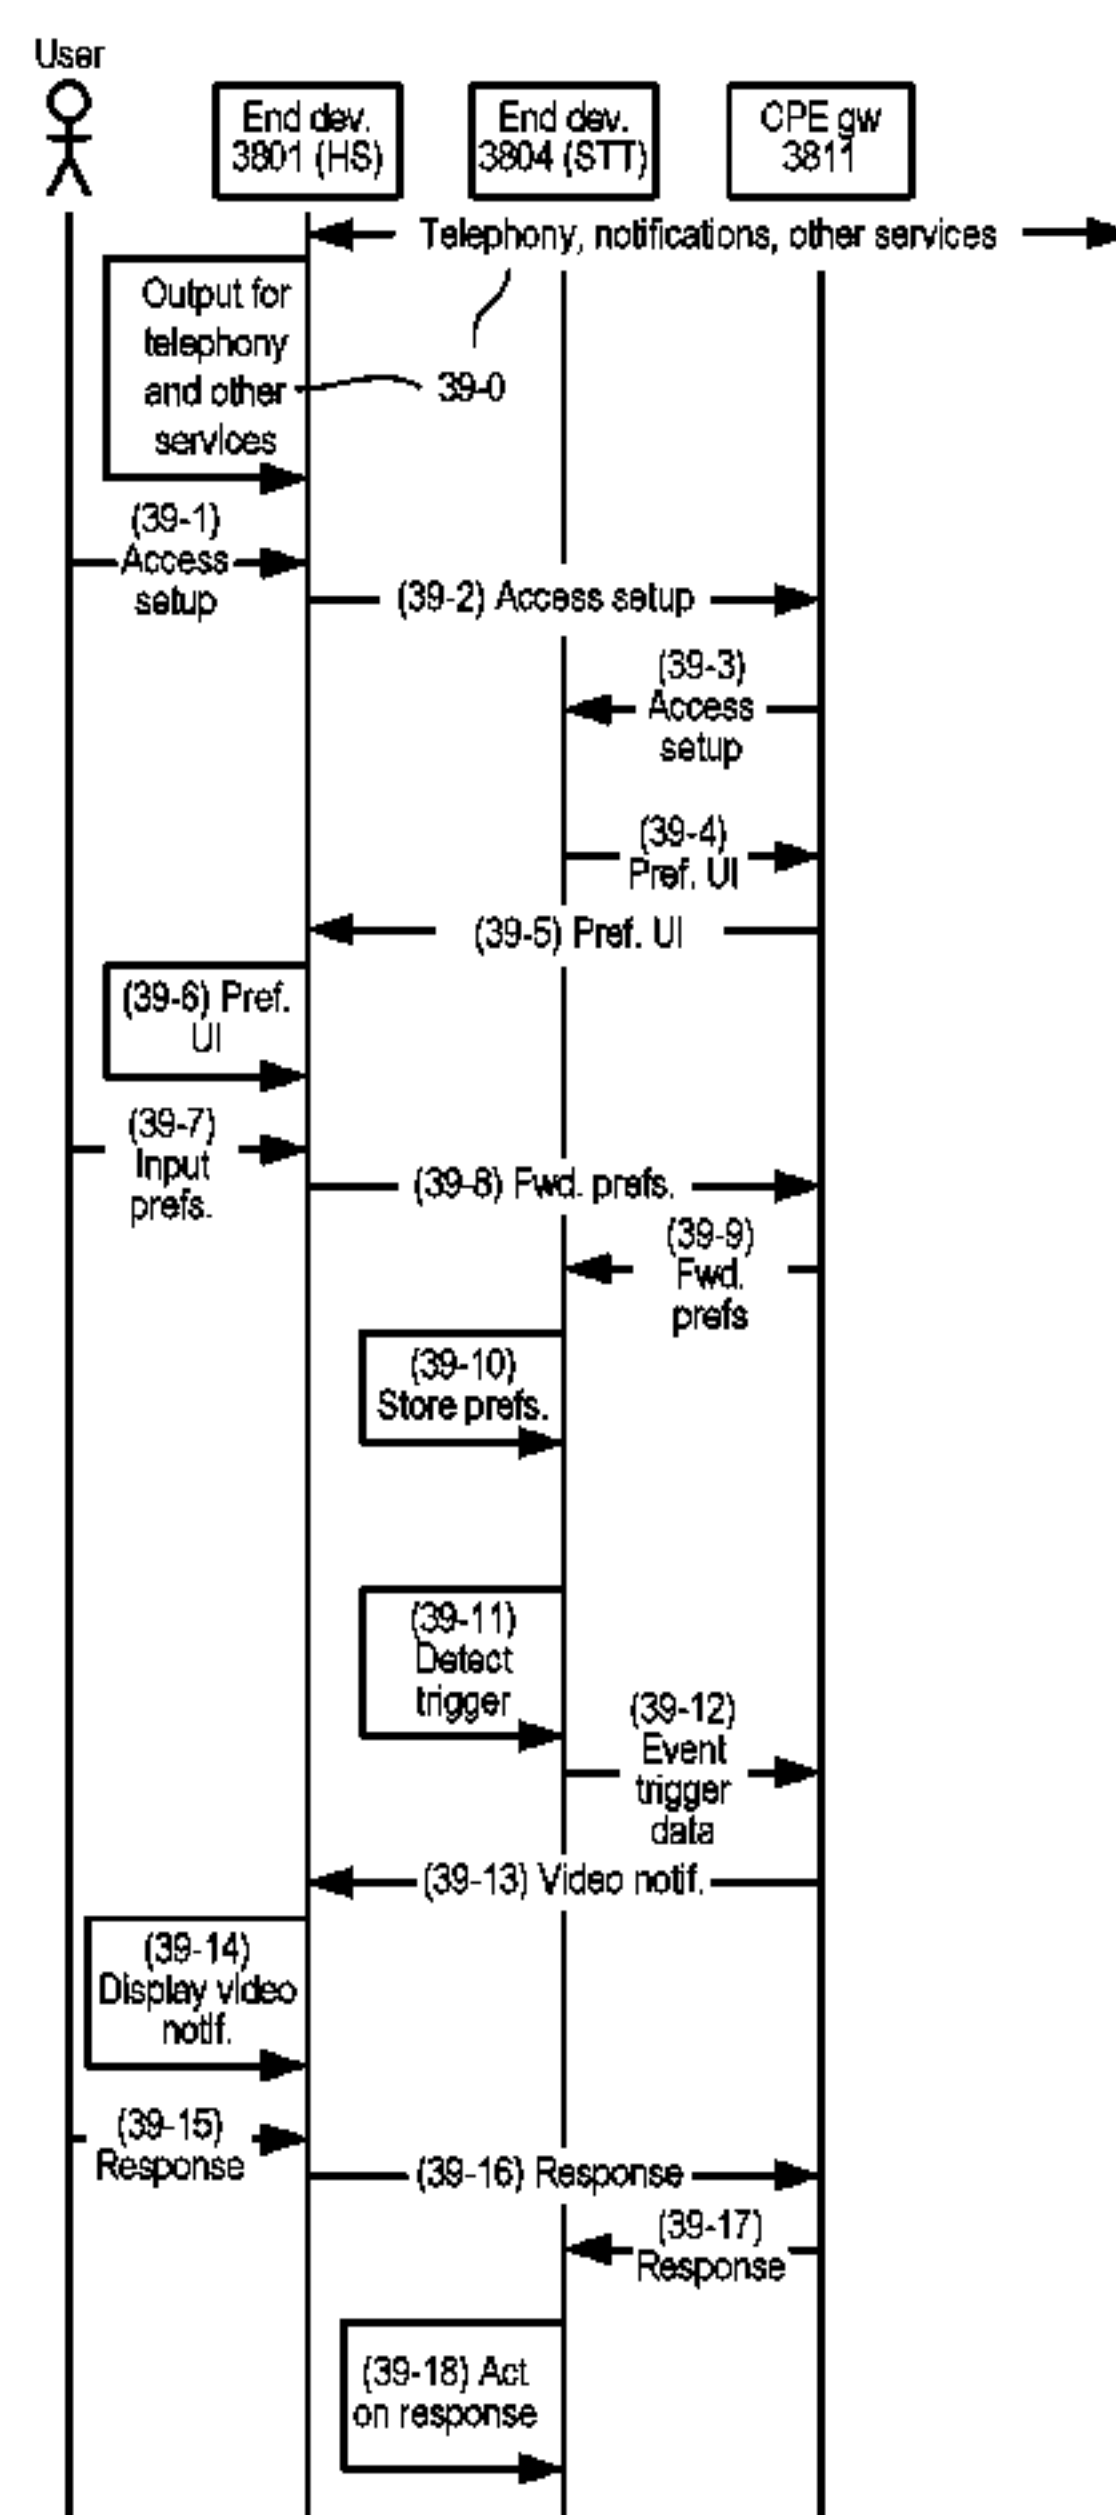 User
End dev.
3801 (HS)
End dev.
3804 (STT)
CPE gw
3811
Telephony, notifications, other services
Output for
telephony
and other
services
39-0
(39-1)
Access
setup
(39-2) Access setup
(39-3)
Access
setup
(39-4)
Pref. UI
(39-5) Pref. UI
(39-6) Pref.
UI
(39-7)
Input
prefs.
(39-8) Fwd. prefs.
(39-9)
Fwd.
prefs
(39-10)
Store prefs.
(39-11)
Detect
trigger
(39-12)
Event
trigger
data
(39-13) Video notif.
(39-14)
Display video
notif.
(39-15)
Response
(39-16) Response
(39-17)
Response
(39-18) Act
on response